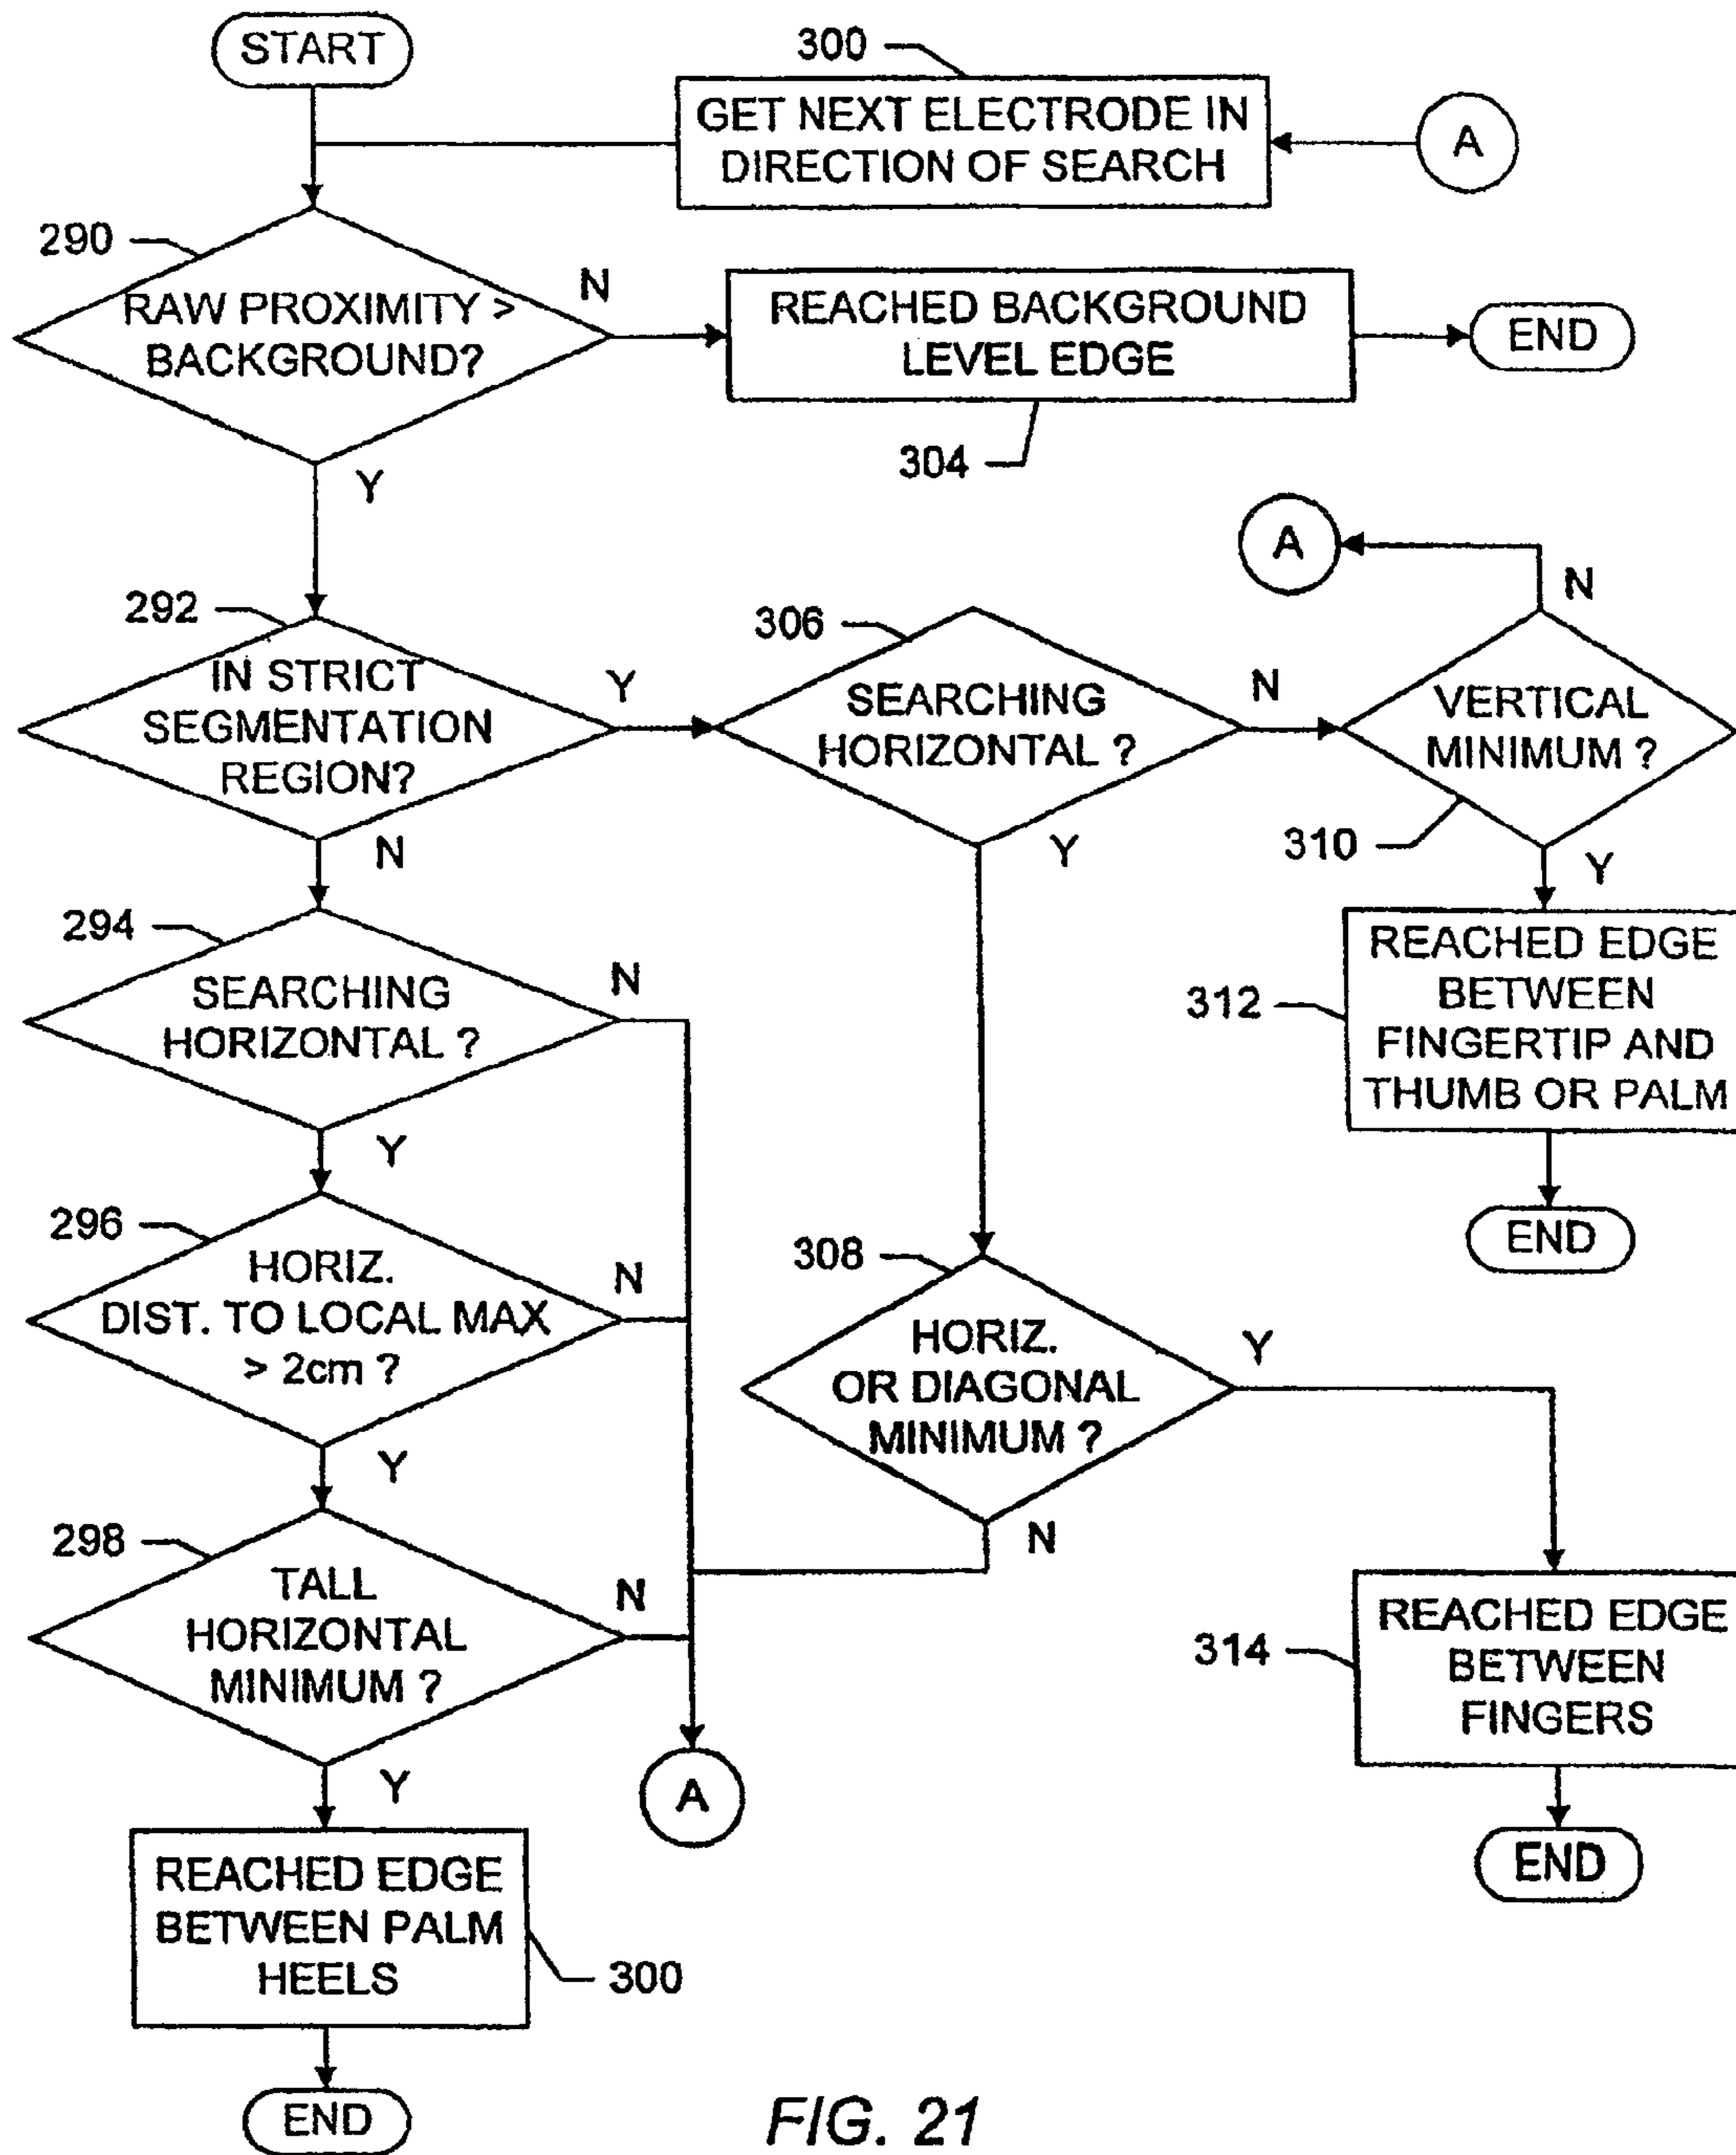 START
300
GET NEXT ELECTRODE IN
DIRECTION OF SEARCH
A
290
RAW PROXIMITY >
BACKGROUND?
N
REACHED BACKGROUND
LEVEL EDGE
END
304
Y
A
N
292
IN STRICT
SEGMENTATION
REGION?
Y
306
SEARCHING
HORIZONTAL ?
N
VERTICAL
MINIMUM ?
310
N
Y
Y
294
SEARCHING
HORIZONTAL ?
N
312
REACHED EDGE
BETWEEN
FINGERTIP AND
THUMB OR PALM
Y
END
296
HORIZ.
DIST. TO LOCAL MAX
> 2cm ?
N
308
HORIZ.
OR DIAGONAL
MINIMUM ?
Y
Y
N
298
TALL
HORIZONTAL
MINIMUM ?
N
314
REACHED EDGE
BETWEEN
FINGERS
Y
A
END
REACHED EDGE
BETWEEN PALM
HEELS
300
END
FIG. 21